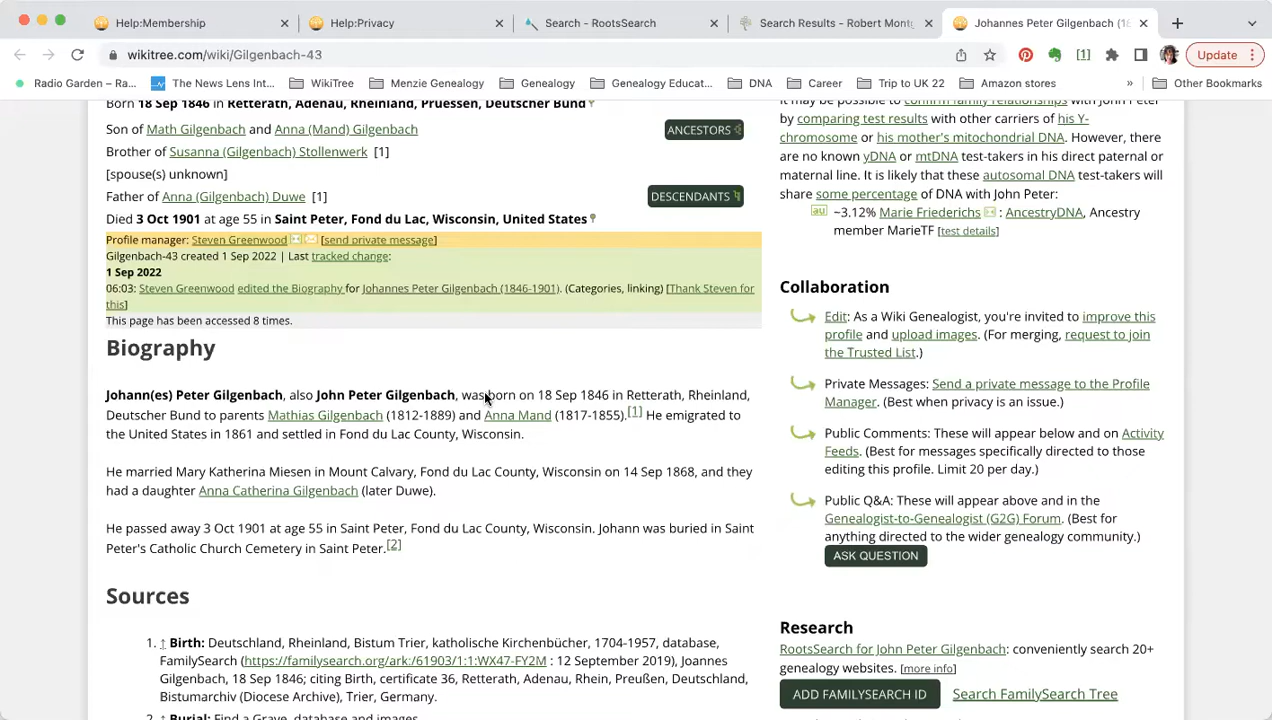 Help:Membership
Help:Privacy
Search - RootsSearch
Search Results - Robert Montg
Johannes Peter Gilgenbach (18
wikitree.com/wiki/Gilgenbach-43
Update
Radio Garden – Ra...
The News Lens Int...
WikiTree
Menzie Genealogy
Genealogy
Genealogy Educat...
DNA
Career
Trip to UK 22
Amazon stores
»
Other Bookmarks
Born 18 Sep 1846 in Retterath, Adenau, Rheinland, Pruessen, Deutscher Bund
Son of Math Gilgenbach and Anna (Mand) Gilgenbach
ANCESTORS
Brother of Susanna (Gilgenbach) Stollenwerk [1]
[spouse(s) unknown]
Father of Anna (Gilgenbach) Duwe [1]
DESCENDANTS
Died 3 Oct 1901 at age 55 in Saint Peter, Fond du Lac, Wisconsin, United States
Profile manager: Steven Greenwood [send private message]
Gilgenbach-43 created 1 Sep 2022 | Last tracked change:
1 Sep 2022
06:03: Steven Greenwood edited the Biography for Johannes Peter Gilgenbach (1846-1901). (Categories, linking) [Thank Steven for
this]
This page has been accessed 8 times.
Biography
Johann(es) Peter Gilgenbach, also John Peter Gilgenbach, was born on 18 Sep 1846 in Retterath, Rheinland,
Deutscher Bund to parents Mathias Gilgenbach (1812-1889) and Anna Mand (1817-1855).[1] He emigrated to
the United States in 1861 and settled in Fond du Lac County, Wisconsin.
He married Mary Katherina Miesen in Mount Calvary, Fond du Lac County, Wisconsin on 14 Sep 1868, and they
had a daughter Anna Catherina Gilgenbach (later Duwe).
He passed away 3 Oct 1901 at age 55 in Saint Peter, Fond du Lac County, Wisconsin. Johann was buried in Saint
Peter's Catholic Church Cemetery in Saint Peter.[2]
Sources
1. ↑ Birth: Deutschland, Rheinland, Bistum Trier, katholische Kirchenbücher, 1704-1957, database,
FamilySearch (https://familysearch.org/ark:/61903/1:1:WX47-FY2M : 12 September 2019), Joannes
Gilgenbach, 18 Sep 1846; citing Birth, certificate 36, Retterath, Adenau, Rhein, Preußen, Deutschland,
Bistumarchiv (Diocese Archiv), Trier, Germany.
2. ↑ Burial: Find a Grave, database and images
It may be possible to confirm family relationships with John Peter
by comparing test results with other carriers of his Y-
chromosome or his mother's mitochondrial DNA. However, there
are no known yDNA or mtDNA test-takers in his direct paternal or
maternal line. It is likely that these autosomal DNA test-takers will
share some percentage of DNA with John Peter:
au ~3.12% Marie Friederichs : AncestryDNA, Ancestry
member MarieTF [test details]
Collaboration
Edit: As a Wiki Genealogist, you're invited to improve this
profile and upload images. (For merging, request to join
the Trusted List.)
Private Messages: Send a private message to the Profile
Manager. (Best when privacy is an issue.)
Public Comments: These will appear below and on Activity
Feeds. (Best for messages specifically directed to those
editing this profile. Limit 20 per day.)
Public Q&A: These will appear above and in the
Genealogist-to-Genealogist (G2G) Forum. (Best for
anything directed to the wider genealogy community.)
ASK QUESTION
Research
RootsSearch for John Peter Gilgenbach: conveniently search 20+
genealogy websites. [more info]
ADD FAMILYSEARCH ID
Search FamilySearch Tree